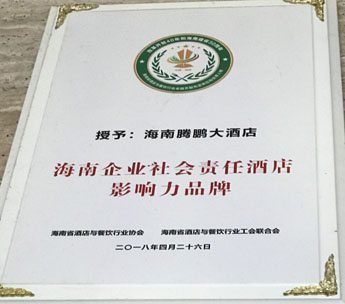 授予：海南腾鹏大酒店
海南企业社会责任酒店
影响力品牌
海南省酒店与餐饮行业协会 海南省酒店与餐饮行业工会联合会
二〇一八年四月二十六日